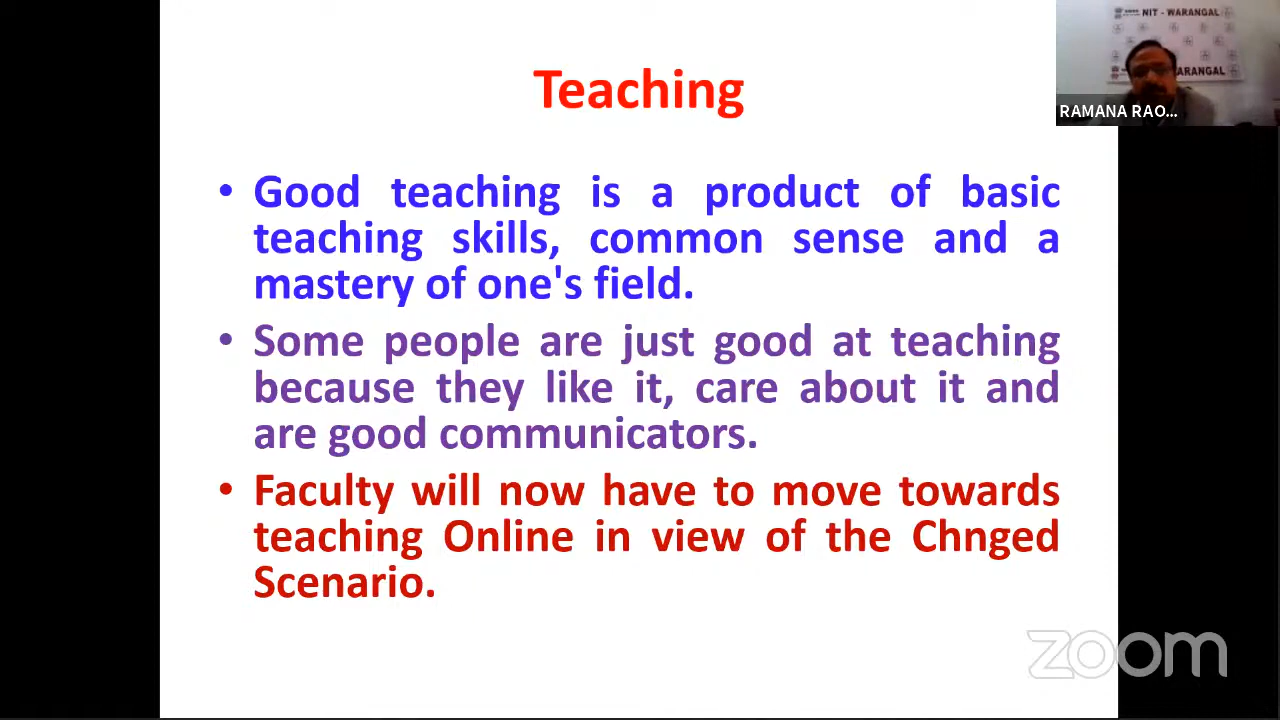 Teaching
• Good teaching is a product of basic
teaching skills, common sense and a
mastery of one's field.
• Some people are just good at teaching
because they like it, care about it and
are good communicators.
• Faculty will now have to move towards
teaching Online in view of the Chnged
Scenario.
NIT - WARANGAL
WARANGAL
RAMANA RAO...
zoom